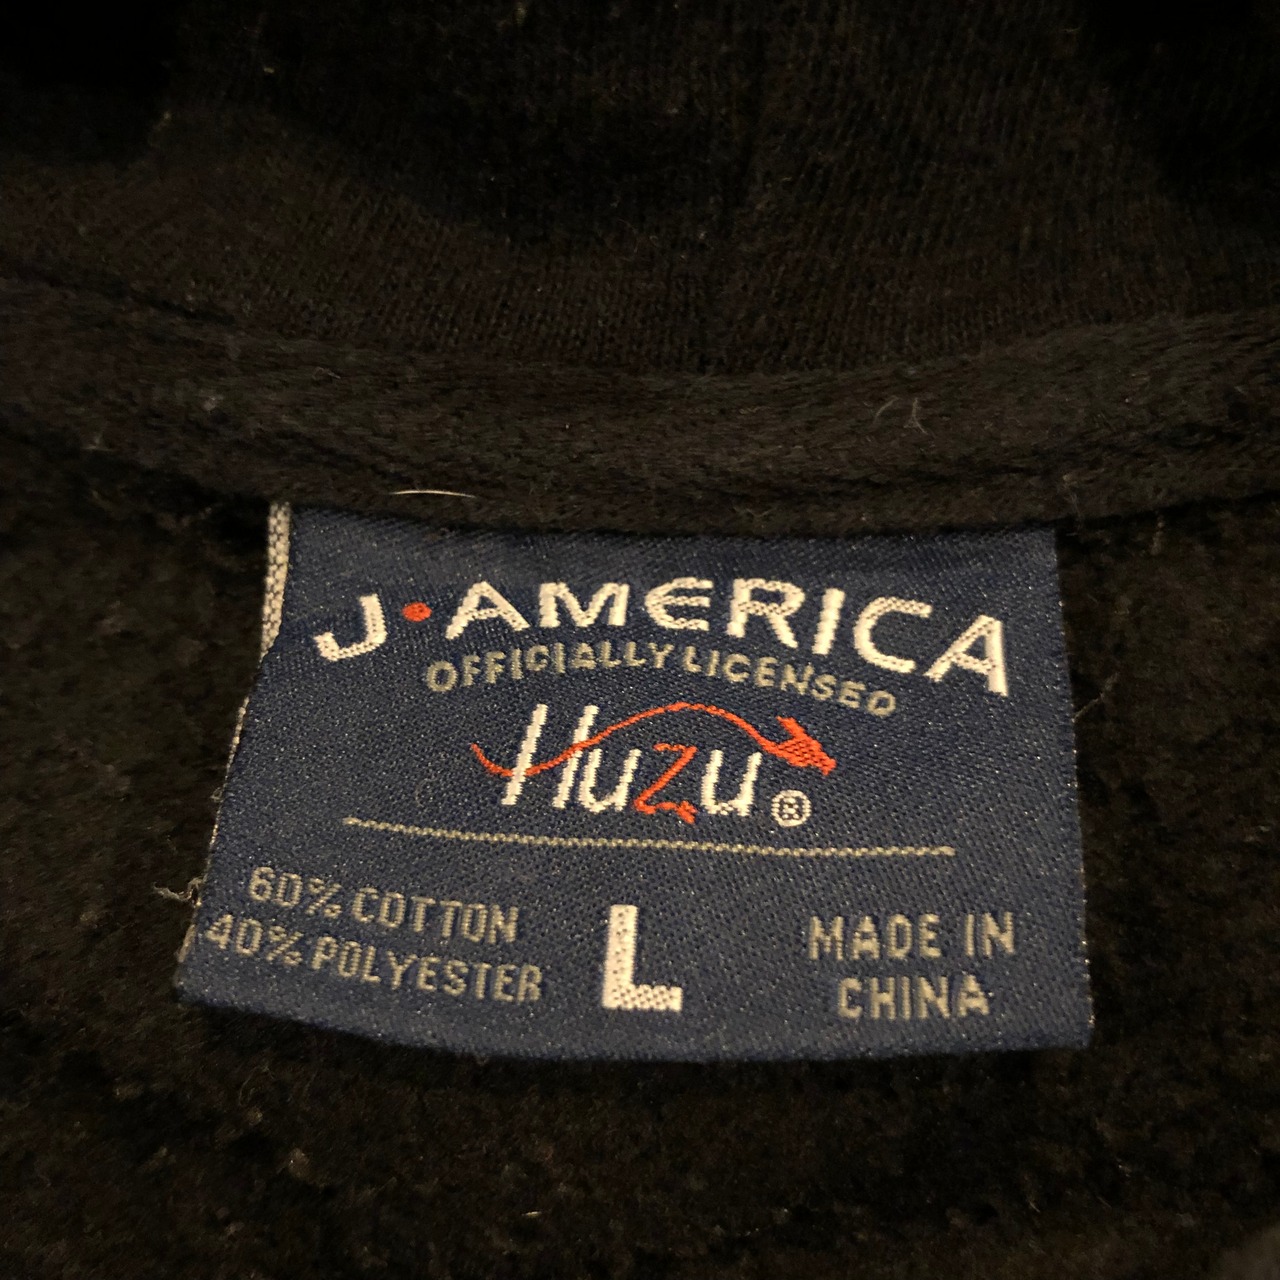 J•AMERICA
OFFICIALLY LICENSED
HuZu®
60% COTTON
40% POLYESTER
L
MADE IN
CHINA